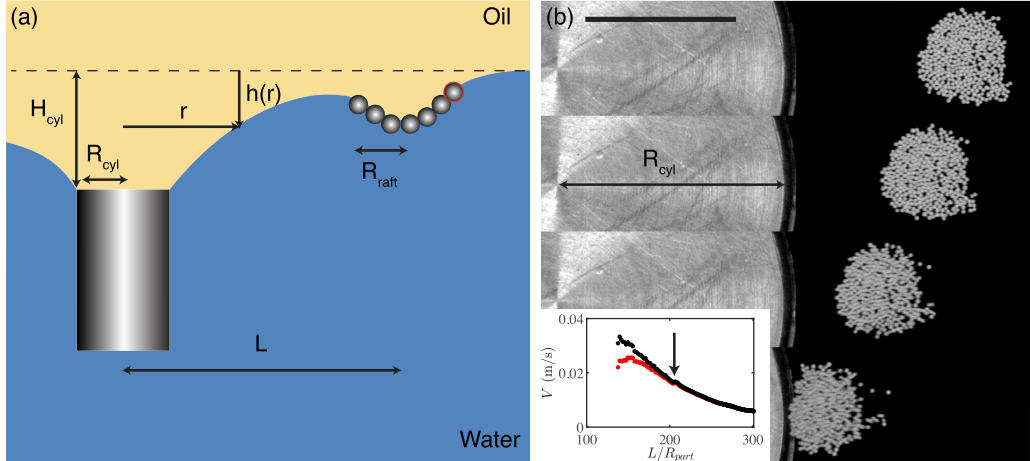 (a)
Oil
H_cyl
r
h(r)
R_cyl
R_raft
L
Water
(b)
R_cyl
0.04
0.02
0
V (m/s)
100
200
300
L/R_part